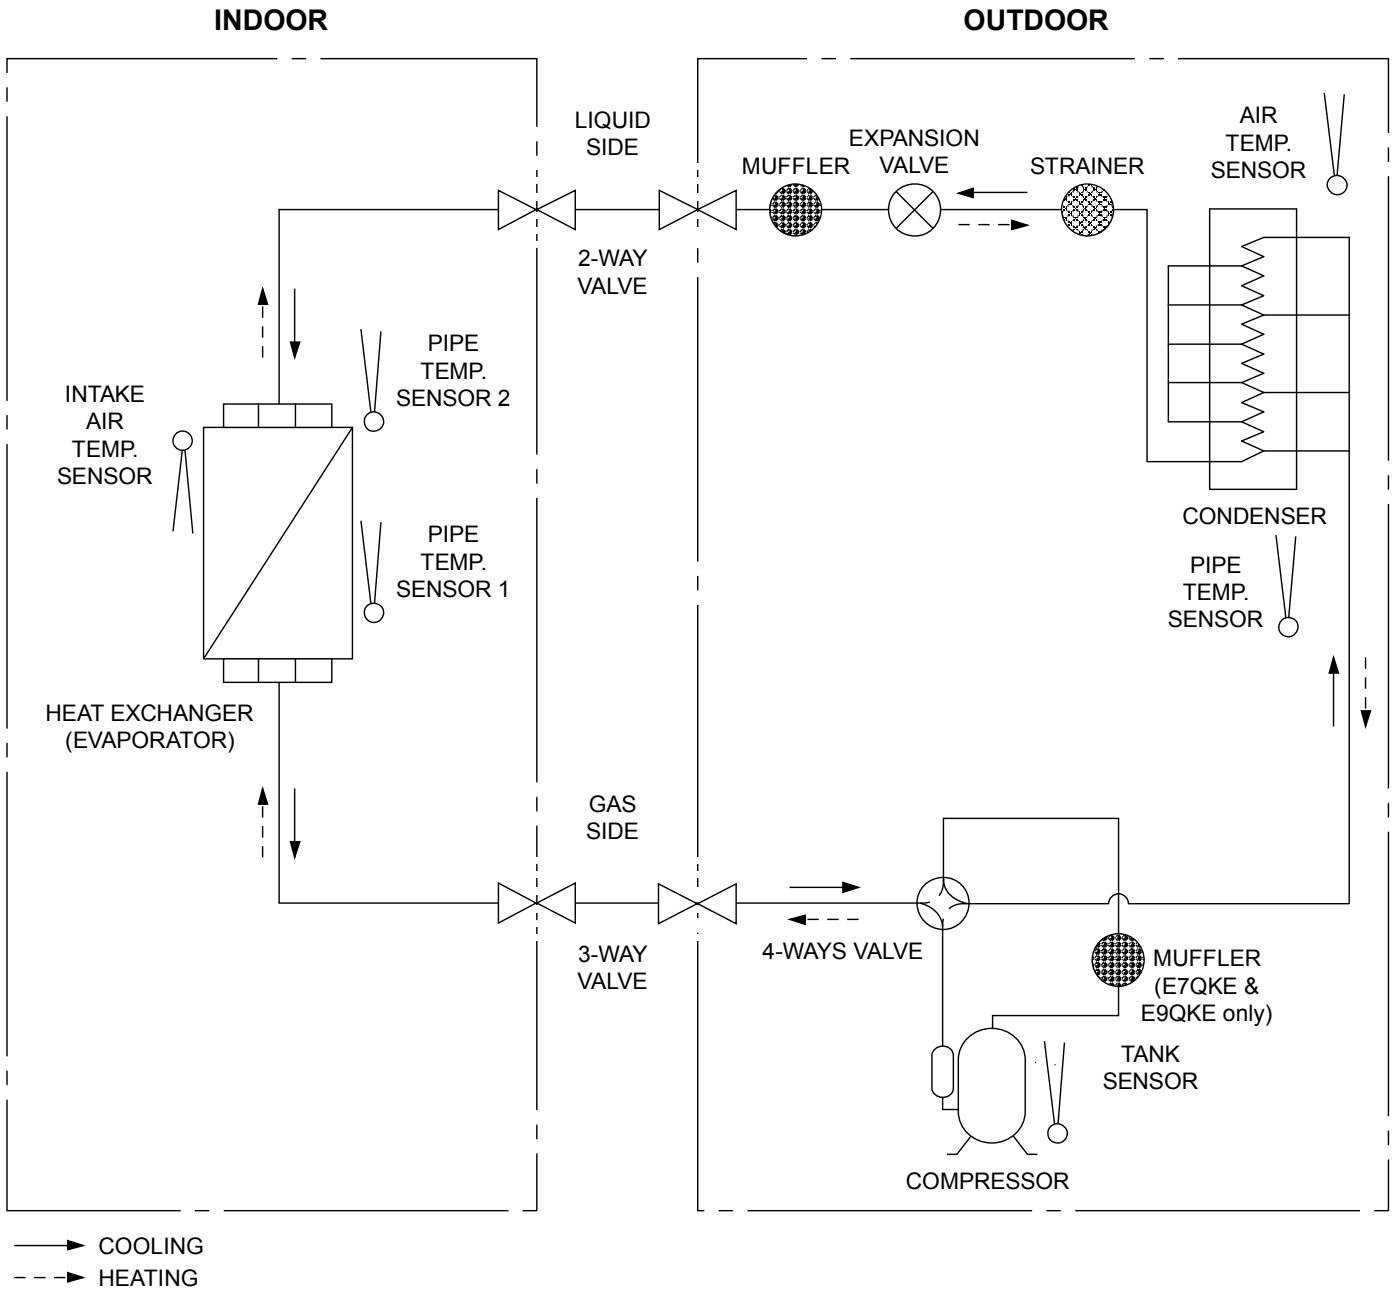 INDOOR
OUTDOOR
LIQUID
SIDE
MUFFLER
EXPANSION
VALVE
STRAINER
AIR
TEMP.
SENSOR
2-WAY
VALVE
PIPE
TEMP.
SENSOR 2
INTAKE
AIR
TEMP.
SENSOR
PIPE
TEMP.
SENSOR 1
CONDENSER
PIPE
TEMP.
SENSOR
HEAT EXCHANGER
(EVAPORATOR)
GAS
SIDE
3-WAY
VALVE
4-WAYS VALVE
MUFFLER
(E7QKE &
E9QKE only)
TANK
SENSOR
COMPRESSOR
COOLING
HEATING